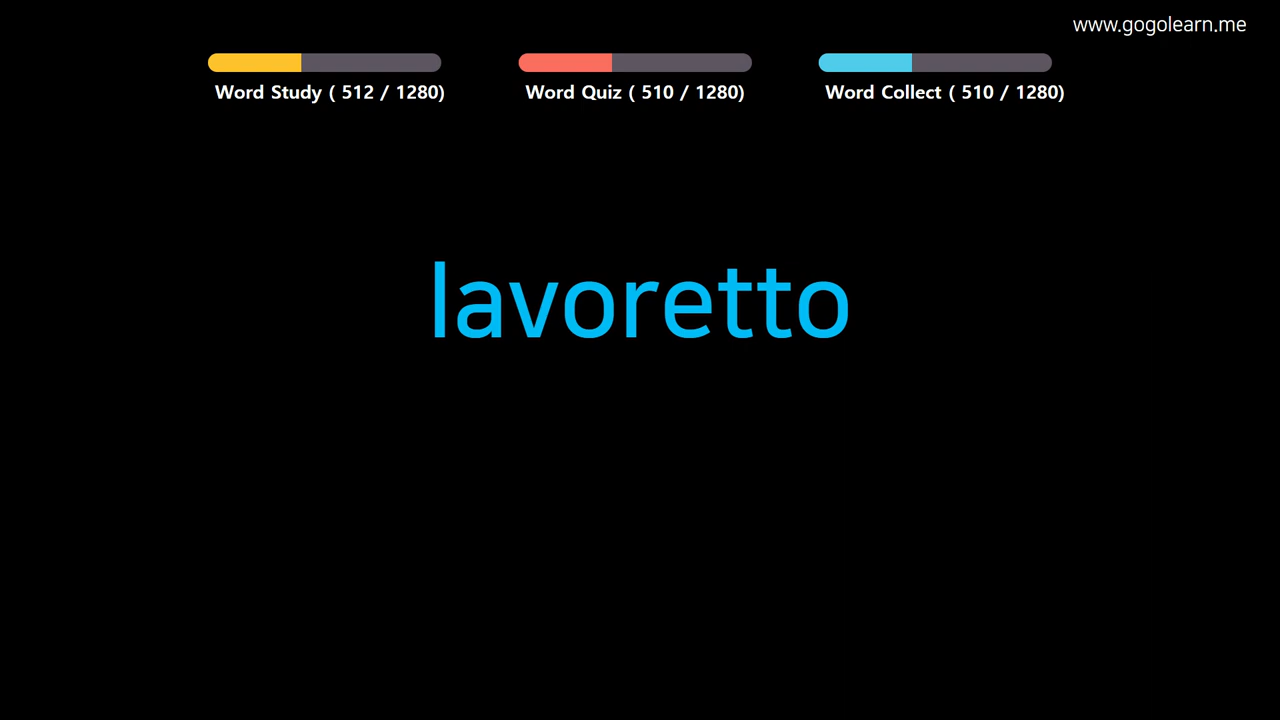 www.gogolearn.me
Word Study ( 512 / 1280)
Word Quiz ( 510 / 1280)
Word Collect ( 510 / 1280)
lavoretto